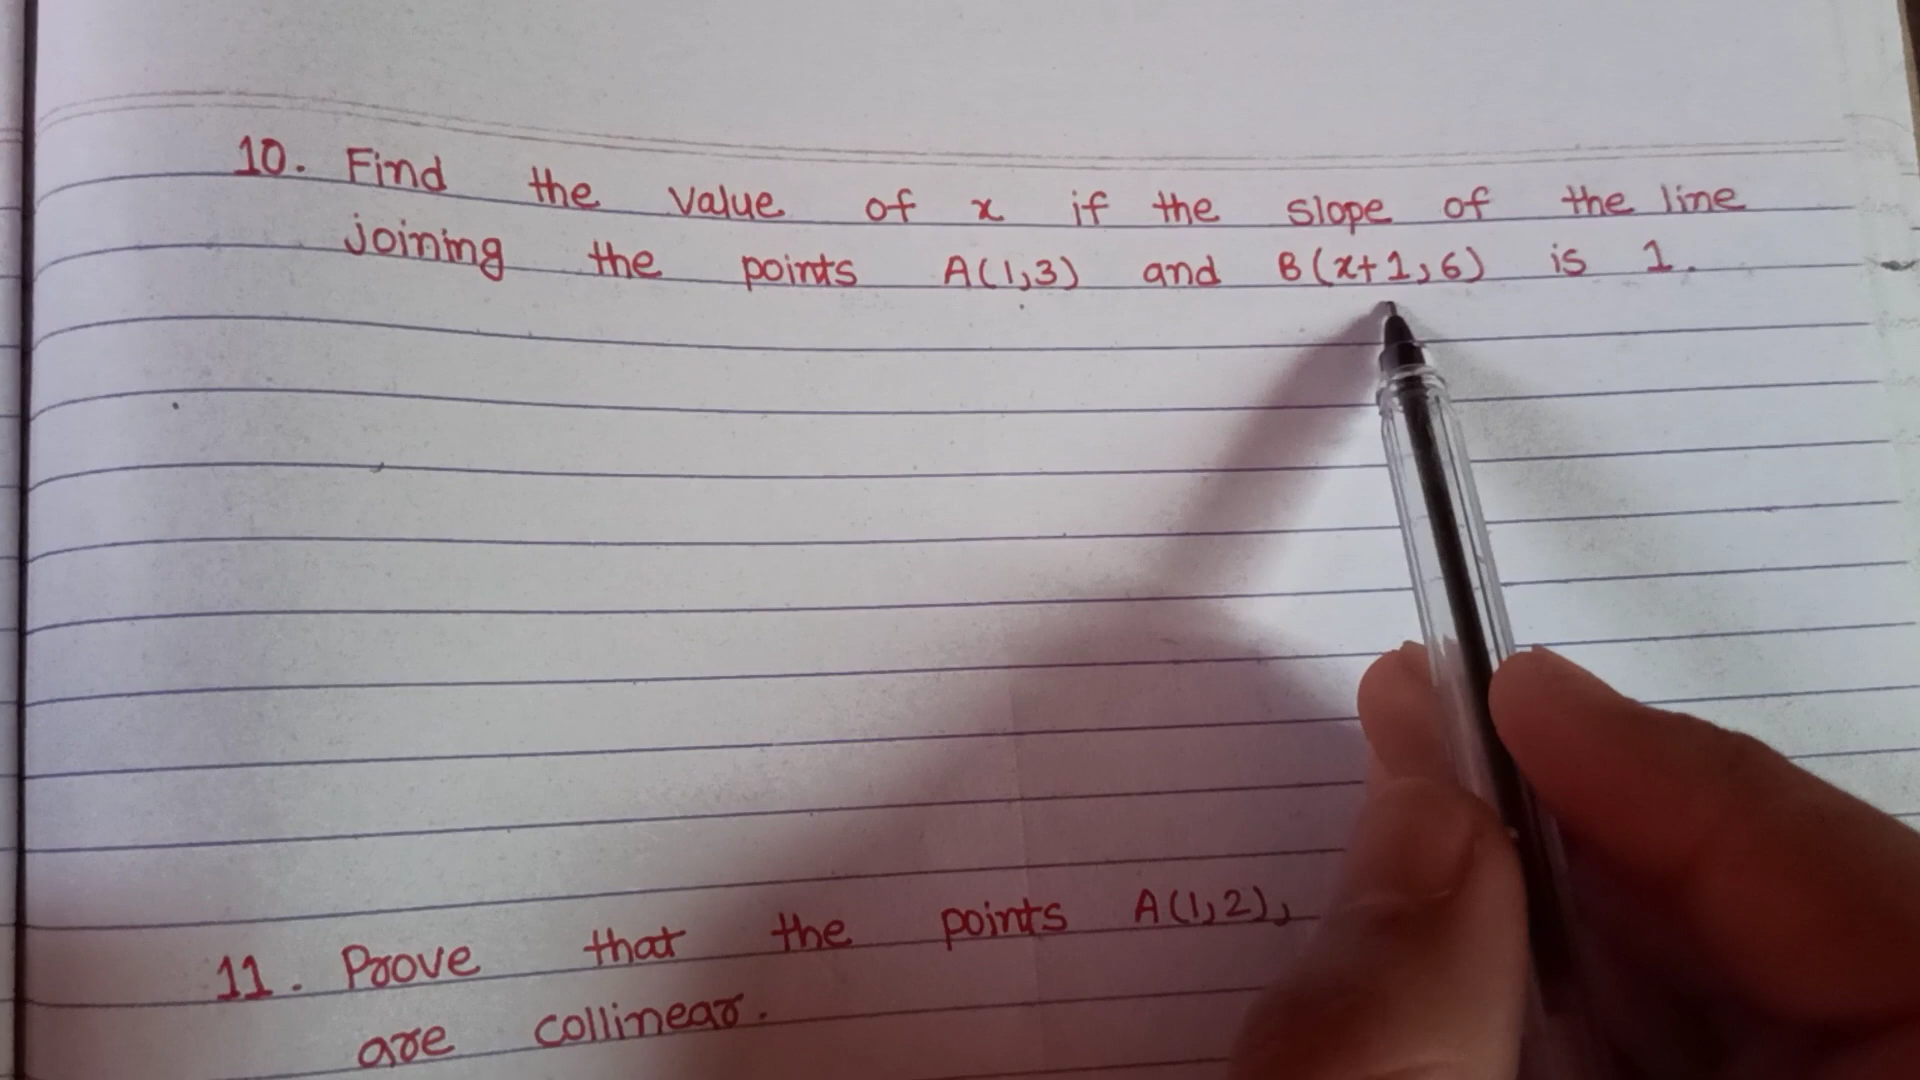 10. Find the value of x if the slope of the line
joining the points A(1,3) and B(x+1,6) is 1.
11. Prove that the points A(1,2),
are collinear.